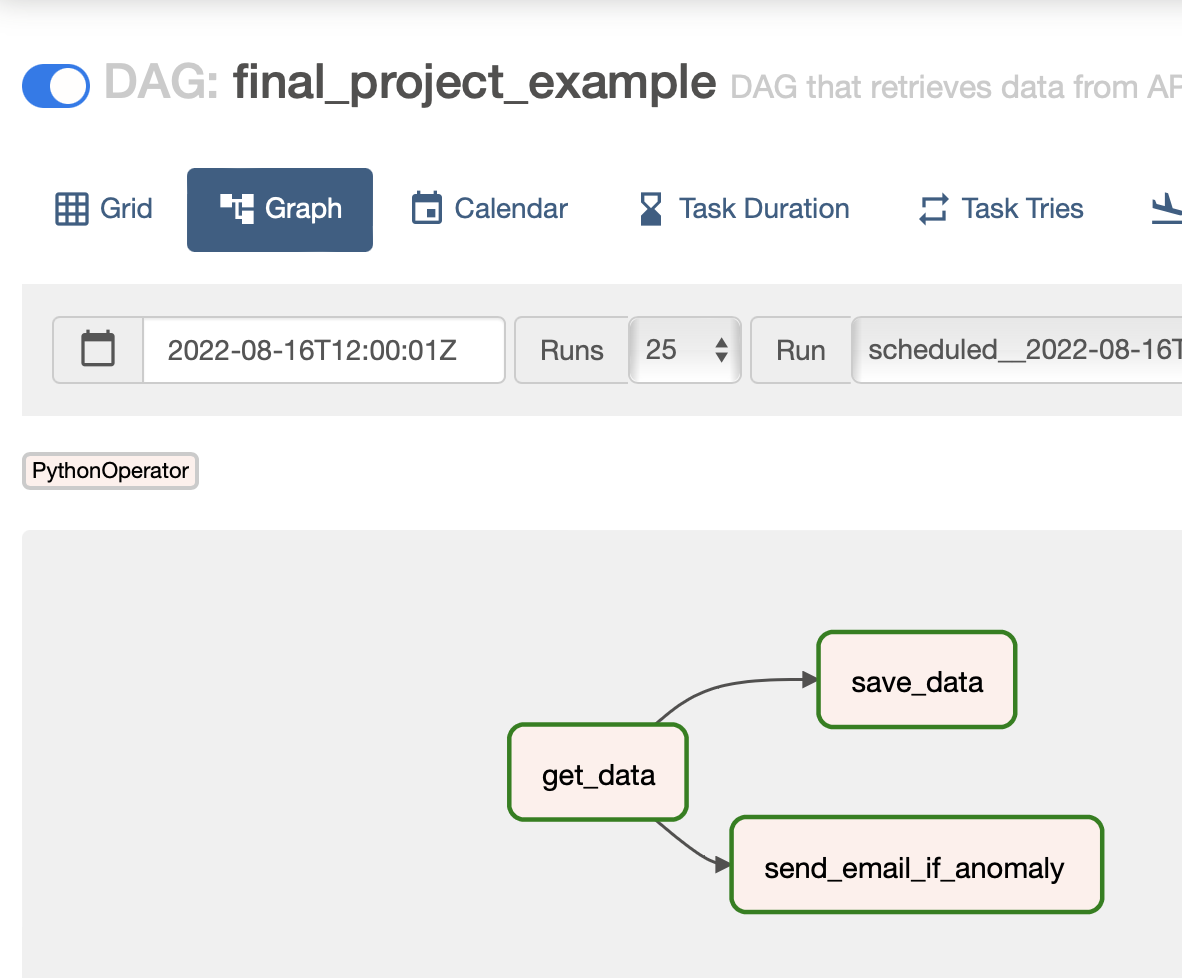 DAG: final_project_example DAG that retrieves data from AP
Grid Graph Calendar Task Duration Task Tries
2022-08-16T12:00:01Z Runs 25 Run scheduled__2022-08-16T
PythonOperator
save_data
get_data
send_email_if_anomaly